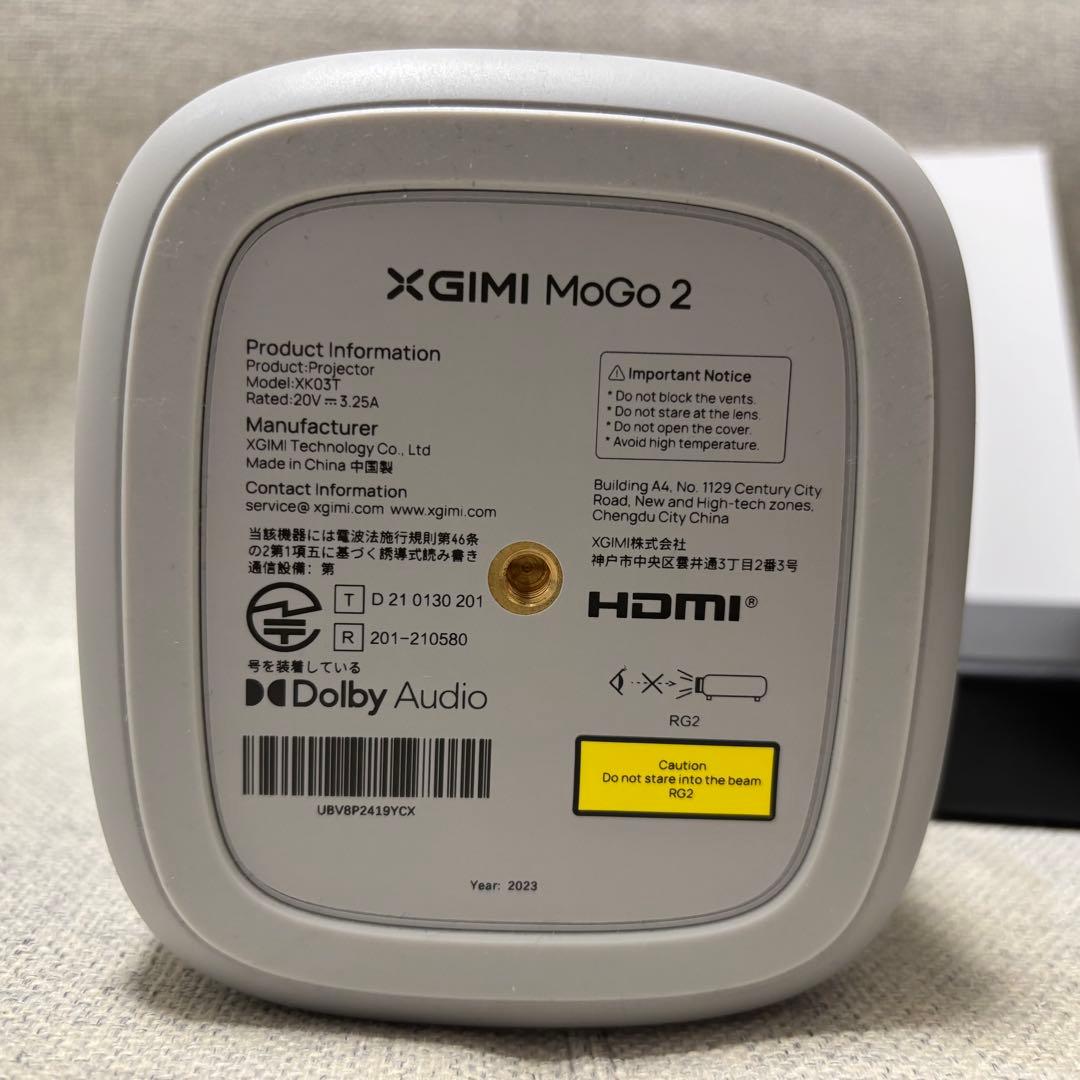 XGIMI MoGo 2
Product Information
Product:Projector
Model:XK03T
Rated:20V⎓3.25A
Manufacturer
XGIMI Technology Co., Ltd
Made in China 中国製
Contact Information
service@xgimi.com www.xgimi.com
当該機器には電波法施行規則第46条
の2第1項五に基づく誘導式読み書き
通信設備：第
T D 21 0130 201
R 201-210580
号を装着している
Dolby Audio
UBV8P2419YCX
⚠ Important Notice
* Do not block the vents.
* Do not stare at the lens.
* Do not open the cover.
* Avoid high temperature.
Building A4, No. 1129 Century City
Road, New and High-tech zones,
Chengdu City China
XGIMI株式会社
神戸市中央区雲井通3丁目2番3号
HDMI®
RG2
Caution
Do not stare into the beam
RG2
Year: 2023